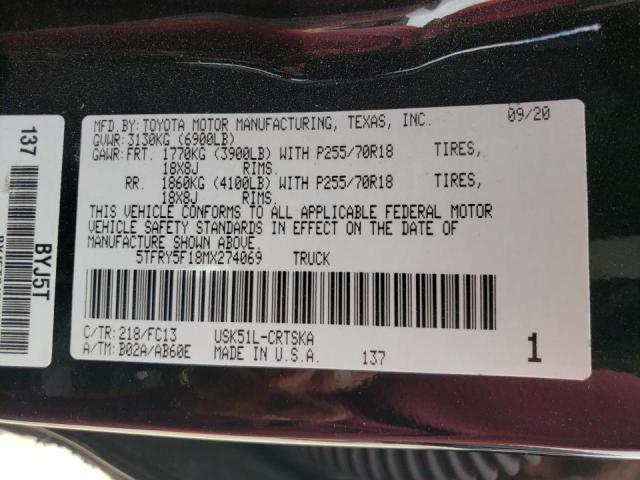 MFD.BY:TOYOTA MOTOR MANUFACTURING, TEXAS, INC. 09/20
GVWR:3130KG (6900LB)
GAWR:FRT. 1770KG (3900LB) WITH P255/70R18 TIRES,
18X8J RIMS.
RR. 1860KG (4100LB) WITH P255/70R18 TIRES,
18X8J RIMS.
THIS VEHICLE CONFORMS TO ALL APPLICABLE FEDERAL MOTOR
VEHICLE SAFETY STANDARDS IN EFFECT ON THE DATE OF
MANUFACTURE SHOWN ABOVE.
5TFRY5F18MX274069 TRUCK
C/TR:218/FC13 USK51L-CRTSKA
A/TM:B02A/AB60E MADE IN U.S.A. 137 1
137
BYJ5T